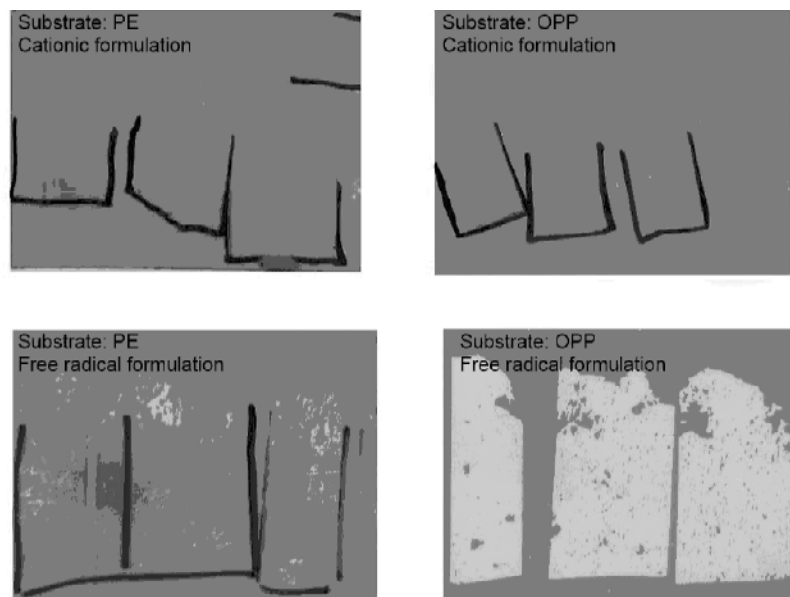 Substrate: PE
Cationic formulation
Substrate: OPP
Cationic formulation
Substrate: PE
Free radical formulation
Substrate: OPP
Free radical formulation